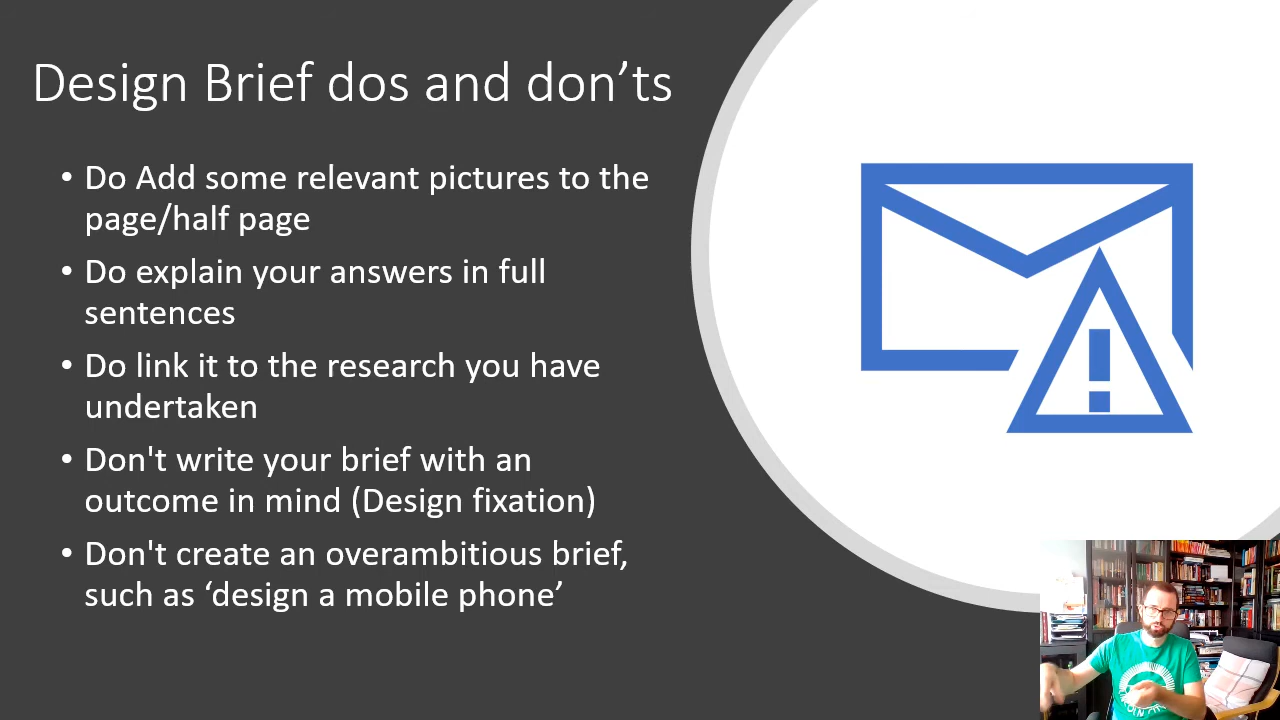 Design Brief dos and don’ts
• Do Add some relevant pictures to the
page/half page
• Do explain your answers in full
sentences
• Do link it to the research you have
undertaken
• Don't write your brief with an
outcome in mind (Design fixation)
• Don't create an overambitious brief,
such as ‘design a mobile phone’